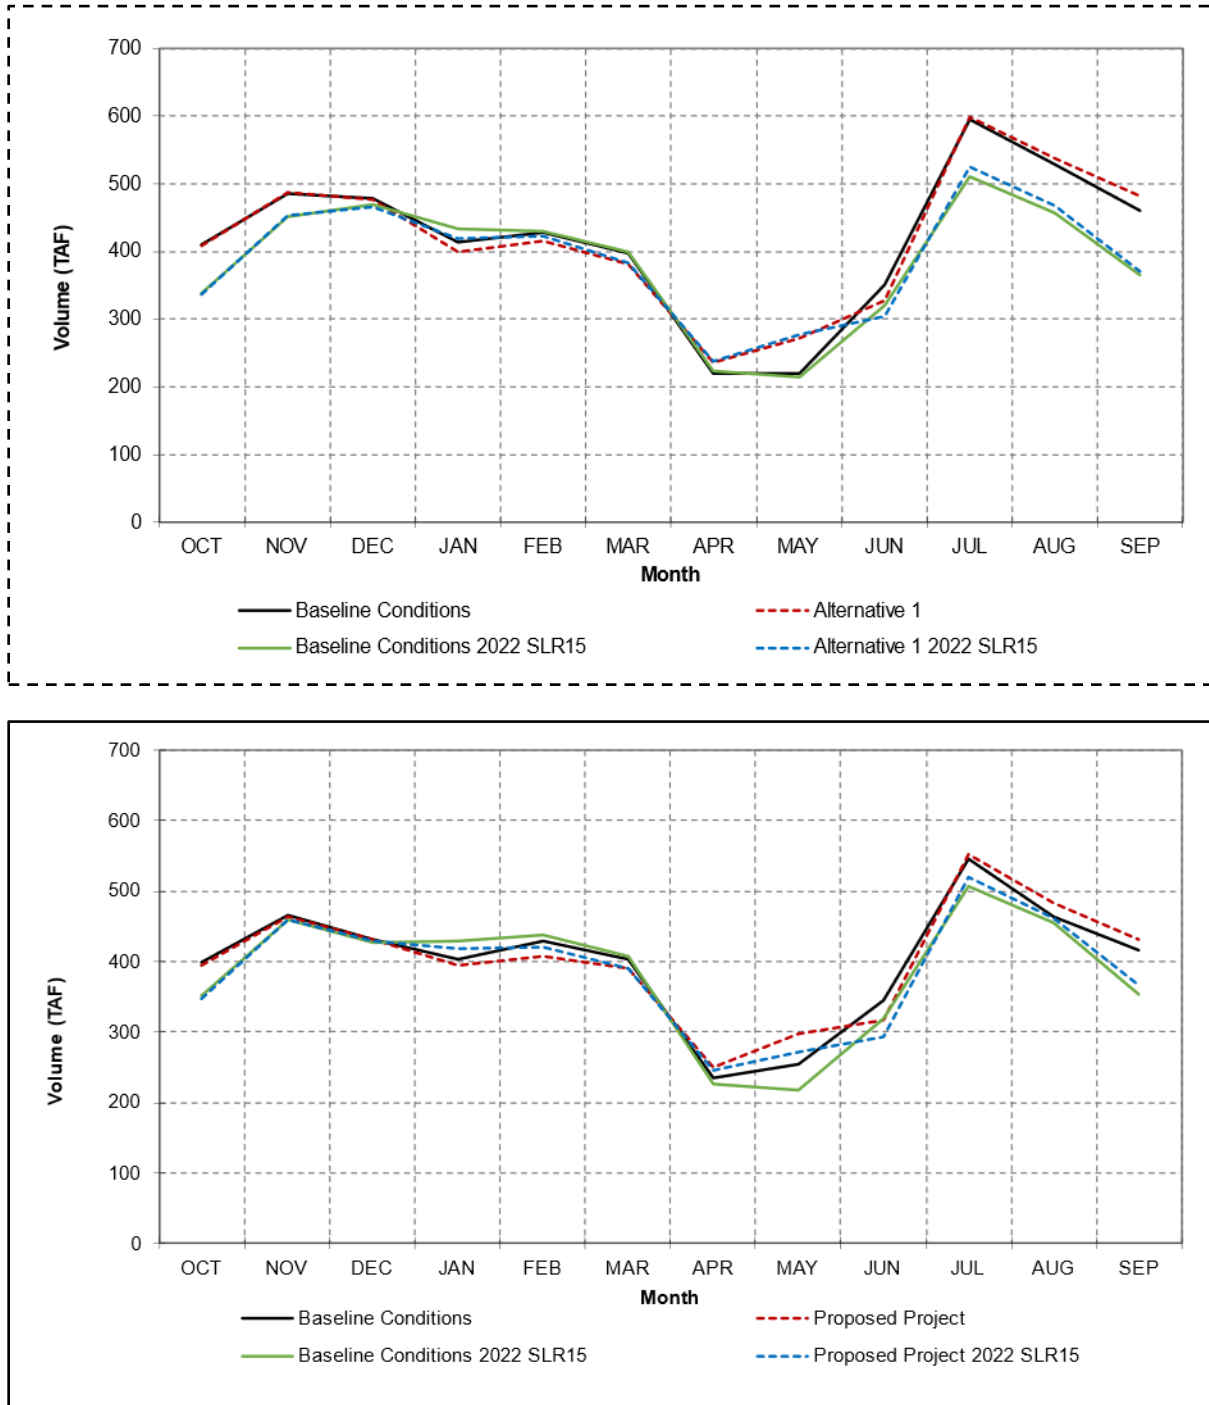 700
600
500
400
300
200
100
0
Volume (TAF)
OCT NOV DEC JAN FEB MAR APR MAY JUN JUL AUG SEP
Month
Baseline Conditions Alternative 1
Baseline Conditions 2022 SLR15 Alternative 1 2022 SLR15
700
600
500
400
300
200
100
0
Volume (TAF)
OCT NOV DEC JAN FEB MAR APR MAY JUN JUL AUG SEP
Month
Baseline Conditions Proposed Project
Baseline Conditions 2022 SLR15 Proposed Project 2022 SLR15